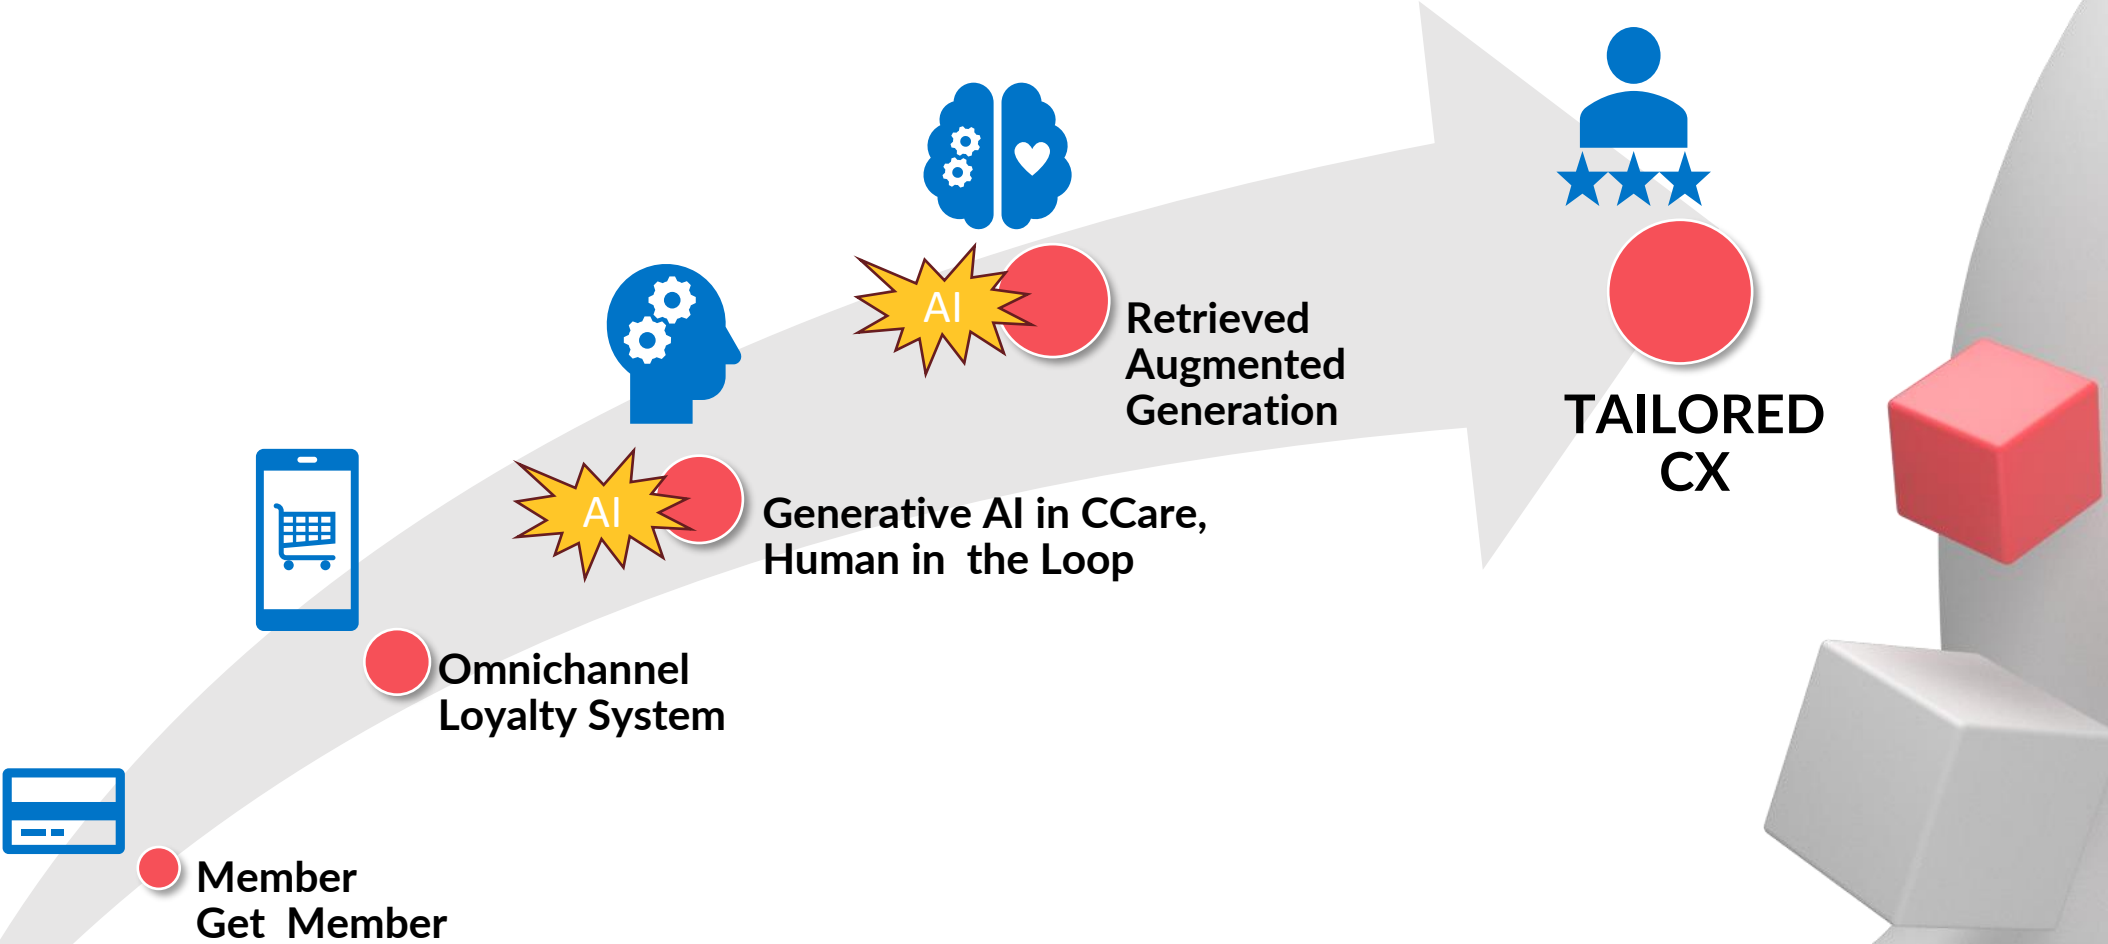 AI
Retrieved
Augmented
Generation
TAILORED
CX
AI
Generative AI in CCare,
Human in  the Loop
Omnichannel
Loyalty System
Member
Get  Member